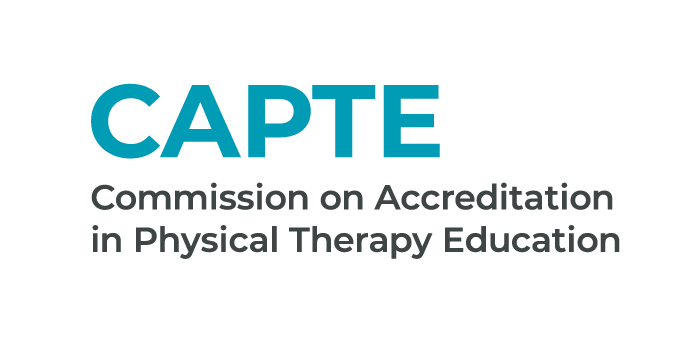 CAPTE
Commission on Accreditation
in Physical Therapy Education